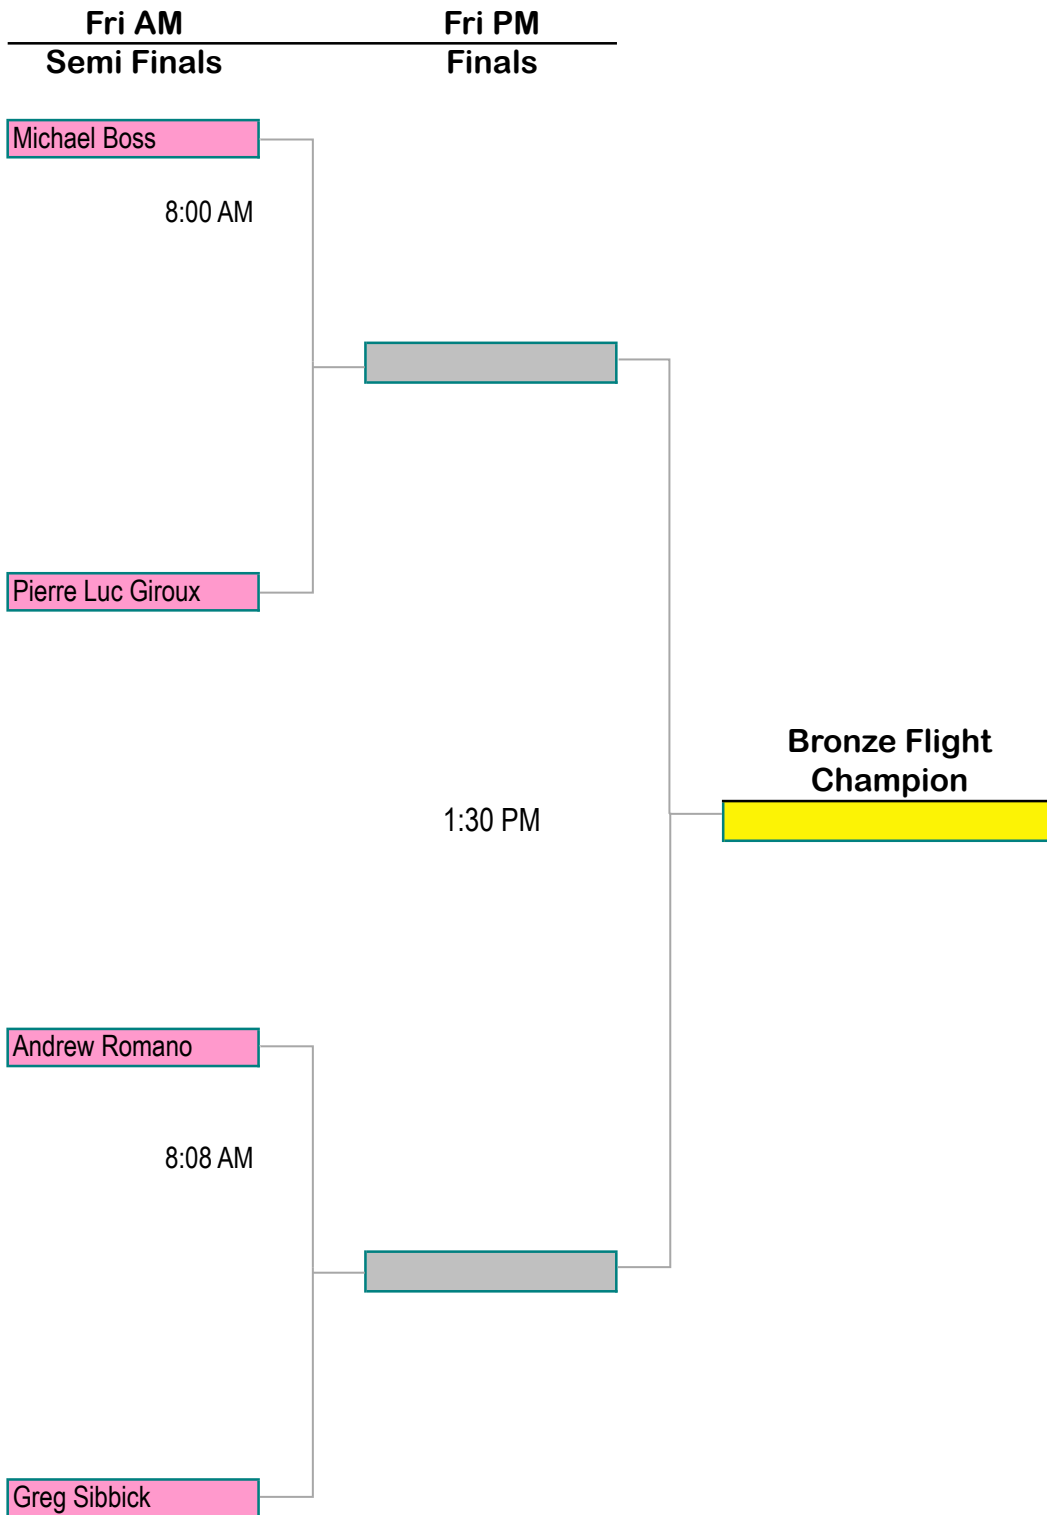 Fri AM
Fri PM
Semi Finals
Finals
Michael Boss
8:00 AM
Pierre Luc Giroux
Bronze Flight
Champion
1:30 PM
Andrew Romano
8:08 AM
Greg Sibbick